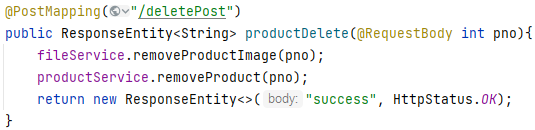 @PostMapping("/deletePost")
public ResponseEntity<String> productDelete(@RequestBody int pno){
    fileService.removeProductImage(pno);
    productService.removeProduct(pno);
    return new ResponseEntity<>( body: "success", HttpStatus.OK);
}